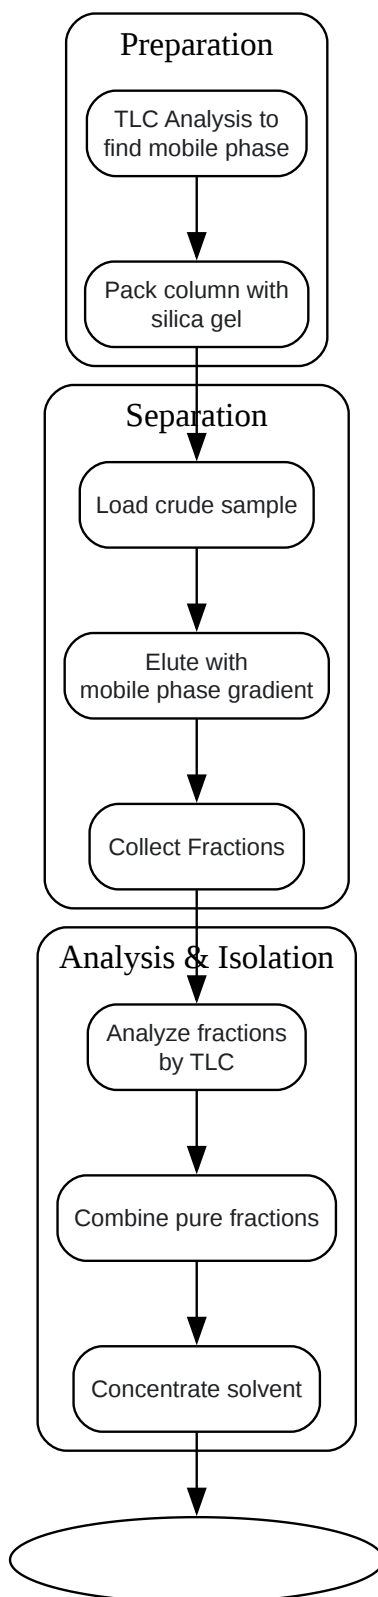 Preparation
TLC Analysis to
find mobile phase
Pack column with
silica gel
Separation
Load crude sample
Elute with
mobile phase gradient
Collect Fractions
Analysis & Isolation
Analyze fractions
by TLC
Combine pure fractions
Concentrate solvent